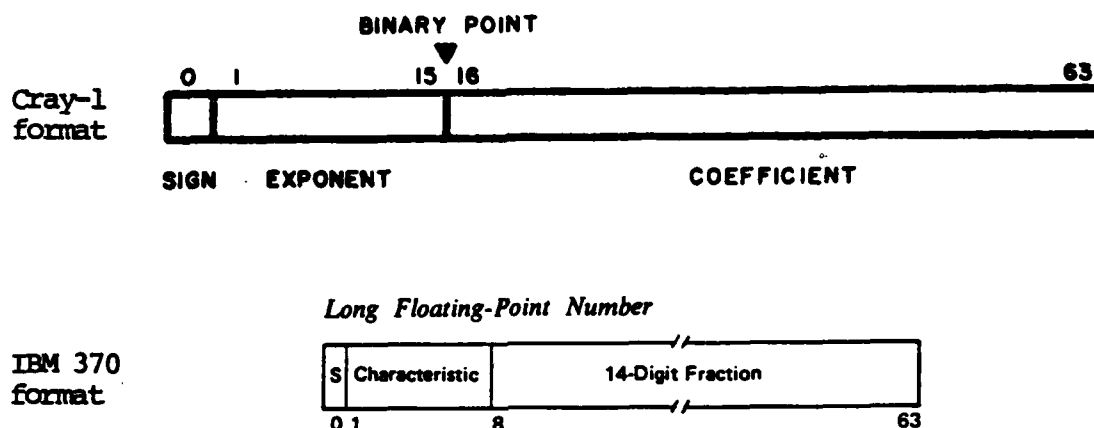 BINARY POINT
0 1 15 16 63
Cray-1
format
SIGN EXPONENT COEFFICIENT
Long Floating-Point Number
IBM 370
format
S Characteristic 14-Digit Fraction
0 1 8 63